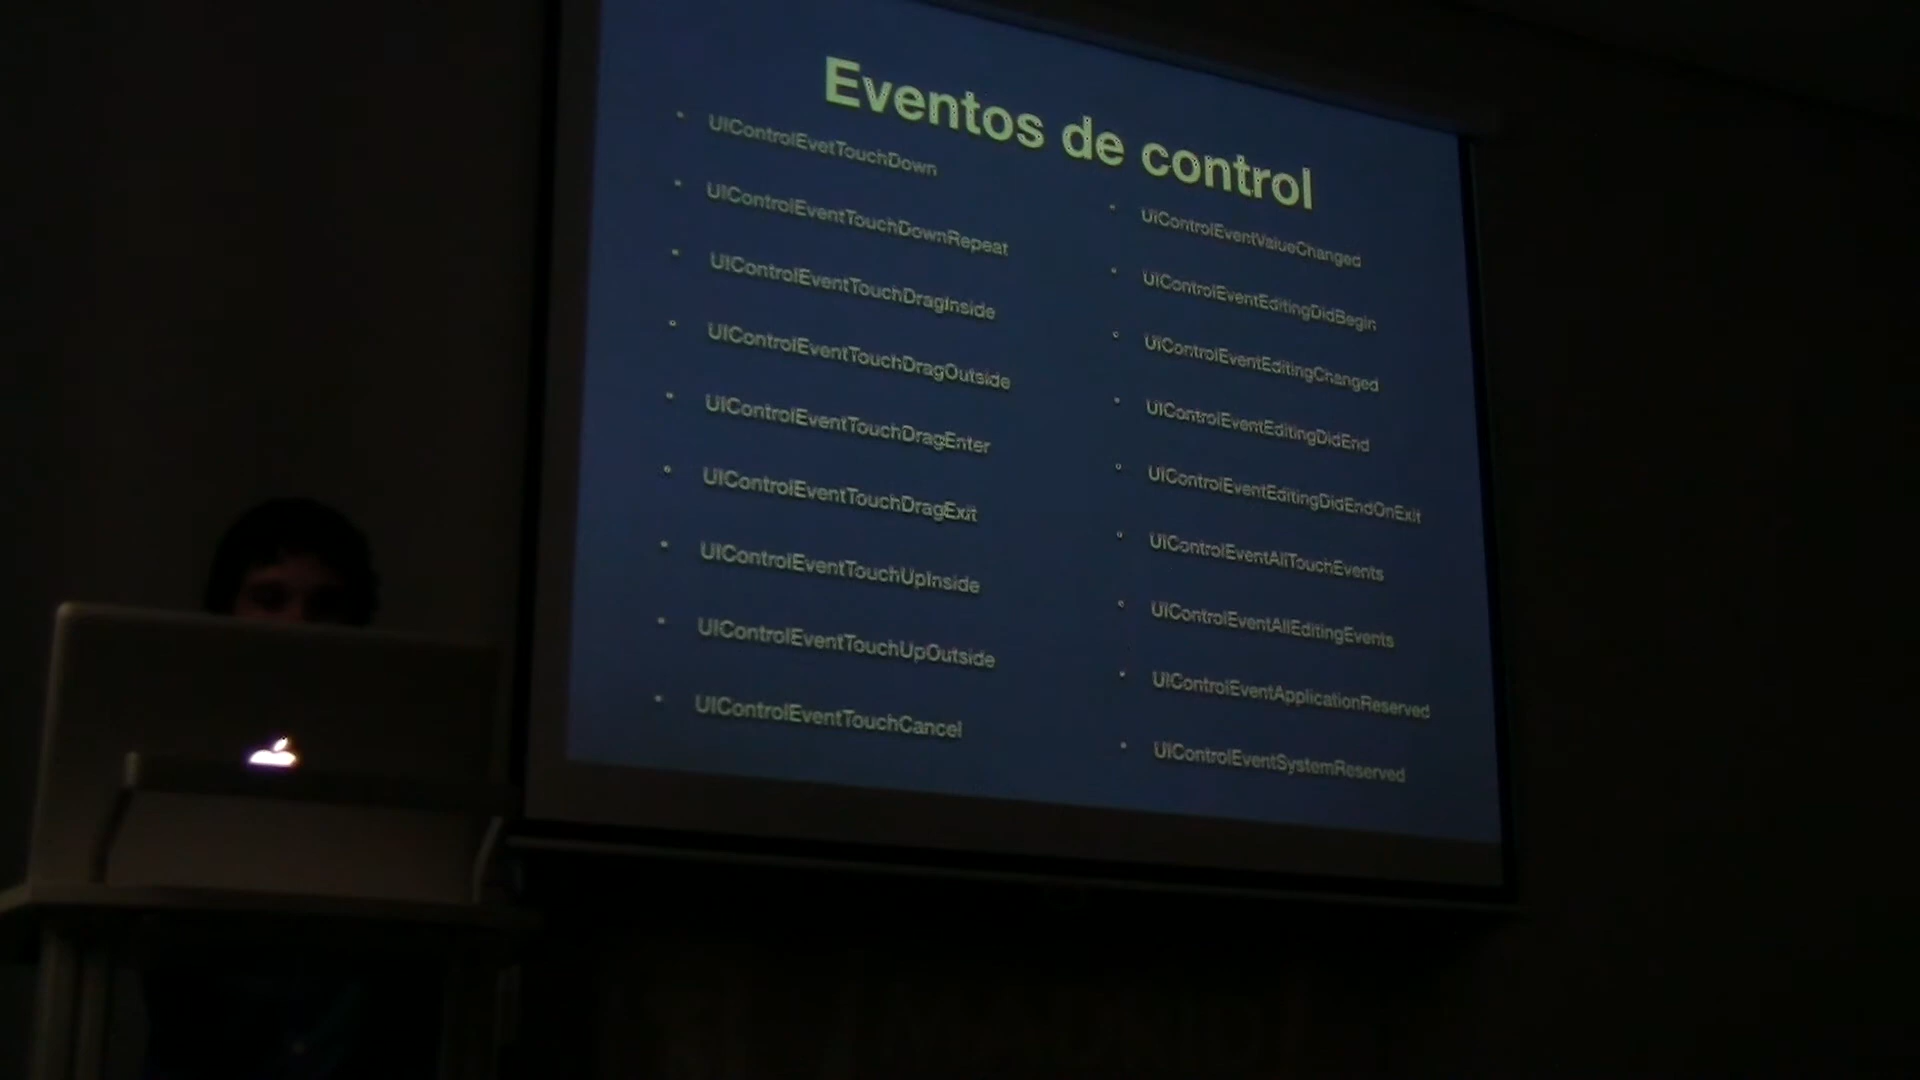 Eventos de control
UIControlEvetTouchDown
UIControlEventTouchDownRepeat
UIControlEventTouchDragInside
UIControlEventTouchDragOutside
UIControlEventTouchDragEnter
UIControlEventTouchDragExit
UIControlEventTouchUpInside
UIControlEventTouchUpOutside
UIControlEventTouchCancel
UIControlEventValueChanged
UIControlEventEditingDidBegin
UIControlEventEditingChanged
UIControlEventEditingDidEnd
UIControlEventEditingDidEndOnExit
UIControlEventAllTouchEvents
UIControlEventAllEditingEvents
UIControlEventApplicationReserved
UIControlEventSystemReserved